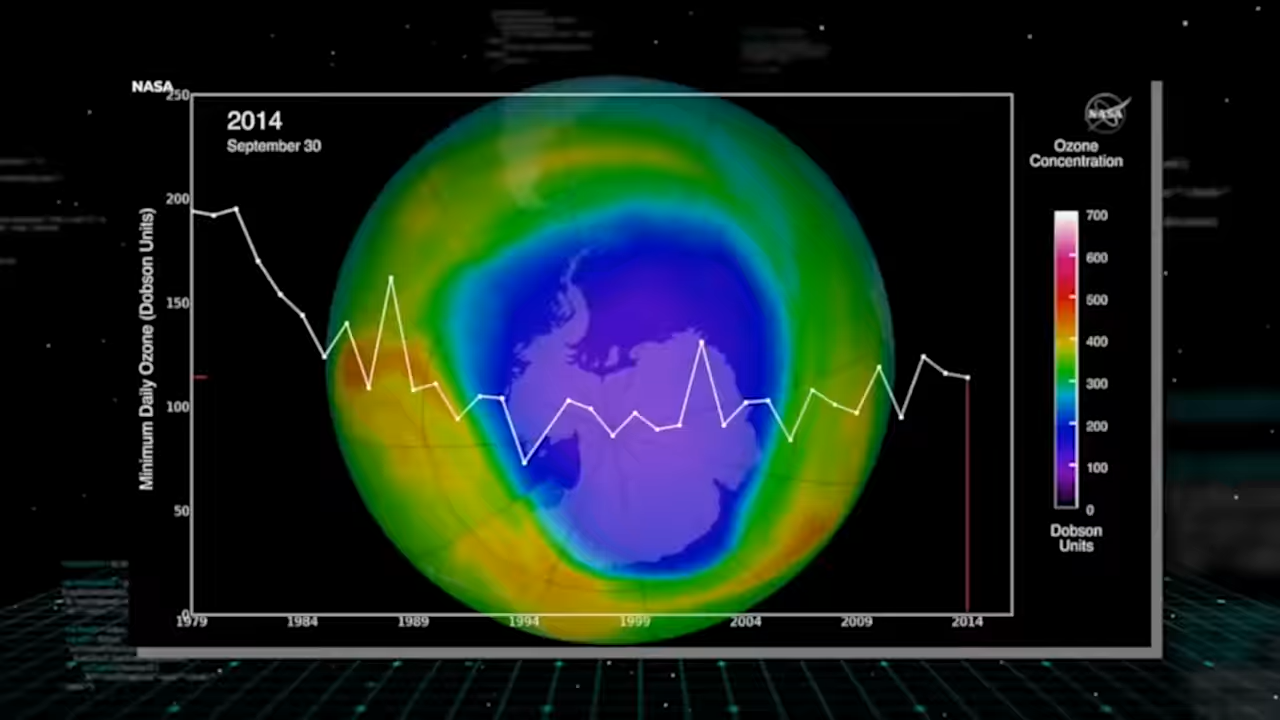 NASA
250
2014
September 30
NASA
Ozone
Concentration
200
150
100
50
0
Minimum Daily Ozone (Dobson Units)
1979
1984
1989
1994
1999
2004
2009
2014
700
600
500
400
300
200
100
0
Dobson
Units